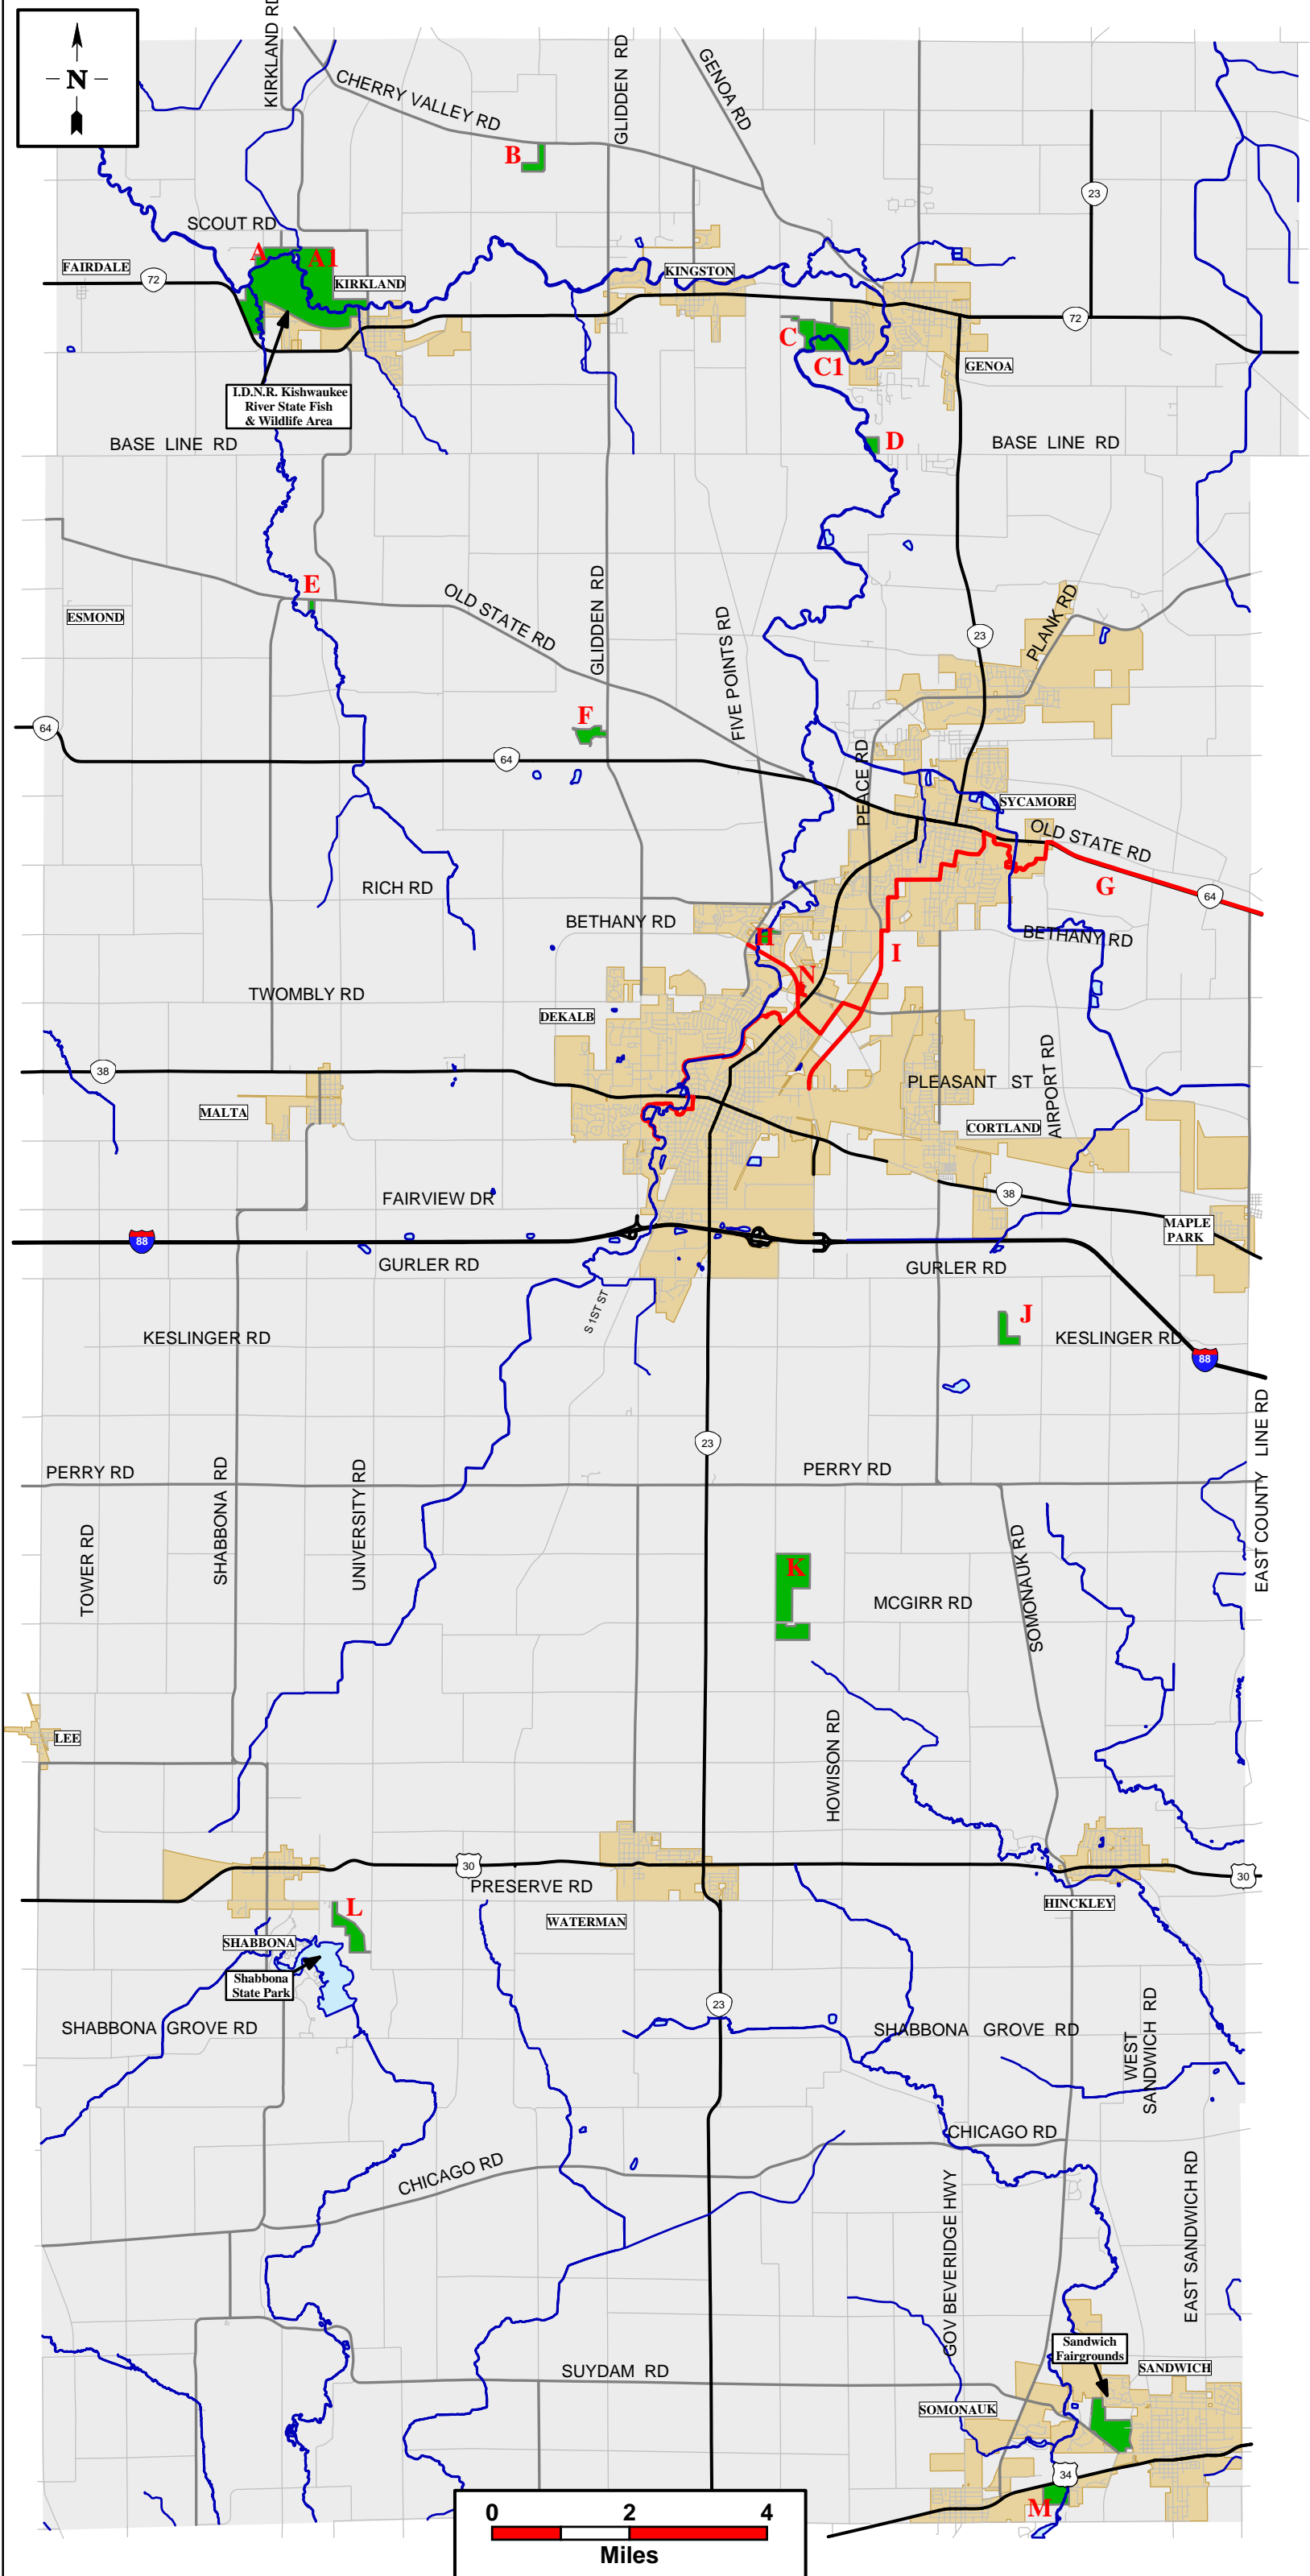 KIRKLAND RD
N
CHERRY VALLEY RD
GLIDDEN RD
GENOA RD
B
23
SCOUT RD
A
A1
FAIRDALE
72
KIRKLAND
KINGSTON
72
C
C1
GENOA
I.D.N.R. Kishwaukee
River State Fish
& Wildlife Area
BASE LINE RD
D
BASE LINE RD
E
ESMOND
OLD STATE RD
GLIDDEN RD
FIVE POINTS RD
23
PLANK RD
F
64
64
PEACE RD
SYCAMORE
OLD STATE RD
RICH RD
G
64
BETHANY RD
H
I
BETHANY RD
TWOMBLY RD
N
DEKALB
38
PLEASANT ST
AIRPORT RD
MALTA
CORTLAND
FAIRVIEW DR
38
MAPLE
PARK
88
GURLER RD
GURLER RD
S 1ST ST
J
KESLINGER RD
KESLINGER RD
88
23
EAST COUNTY LINE RD
PERRY RD
PERRY RD
TOWER RD
SHABBONA RD
UNIVERSITY RD
SOMONAUK RD
K
MCGIRR RD
LEE
HOWISON RD
30
30
PRESERVE RD
L
WATERMAN
HINCKLEY
SHABBONA
Shabbona
State Park
23
SHABBONA GROVE RD
SHABBONA GROVE RD
WEST
SANDWICH RD
CHICAGO RD
CHICAGO RD
GOV BEVERIDGE HWY
EAST SANDWICH RD
Sandwich
Fairgrounds
SUYDAM RD
SANDWICH
SOMONAUK
34
M
0 2 4
Miles